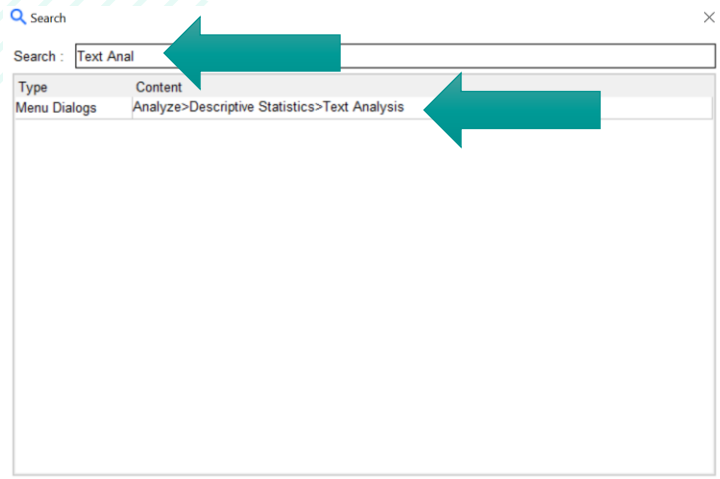 Search
Search : Text Anal
Type Content
Menu Dialogs Analyze>Descriptive Statistics>Text Analysis